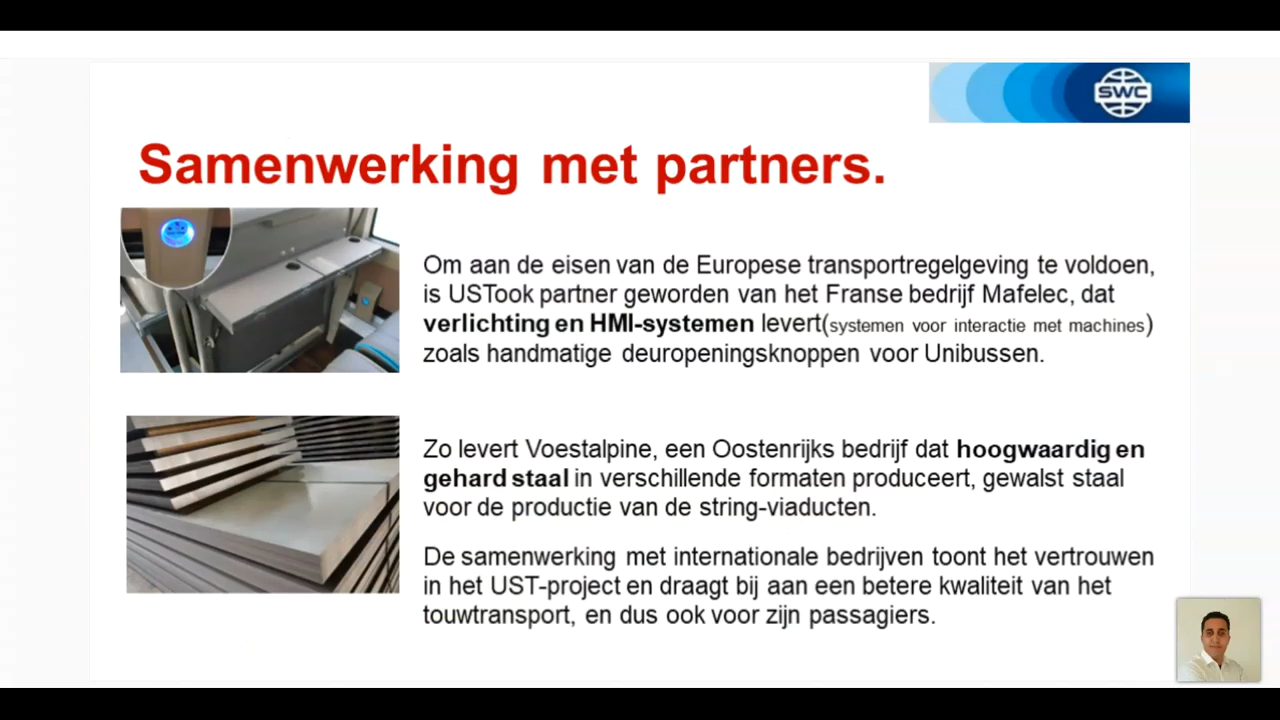 SWC
Samenwerking met partners.
Om aan de eisen van de Europese transportregelgeving te voldoen,
is USTook partner geworden van het Franse bedrijf Mafelec, dat
verlichting en HMI-systemen levert(systemen voor interactie met machines)
zoals handmatige deuropeningsknoppen voor Unibussen.
Zo levert Voestalpine, een Oostenrijks bedrijf dat hoogwaardig en
gehard staal in verschillende formaten produceert, gewalst staal
voor de productie van de string-viaducten.
De samenwerking met internationale bedrijven toont het vertrouwen
in het UST-project en draagt bij aan een betere kwaliteit van het
touwtransport, en dus ook voor zijn passagiers.